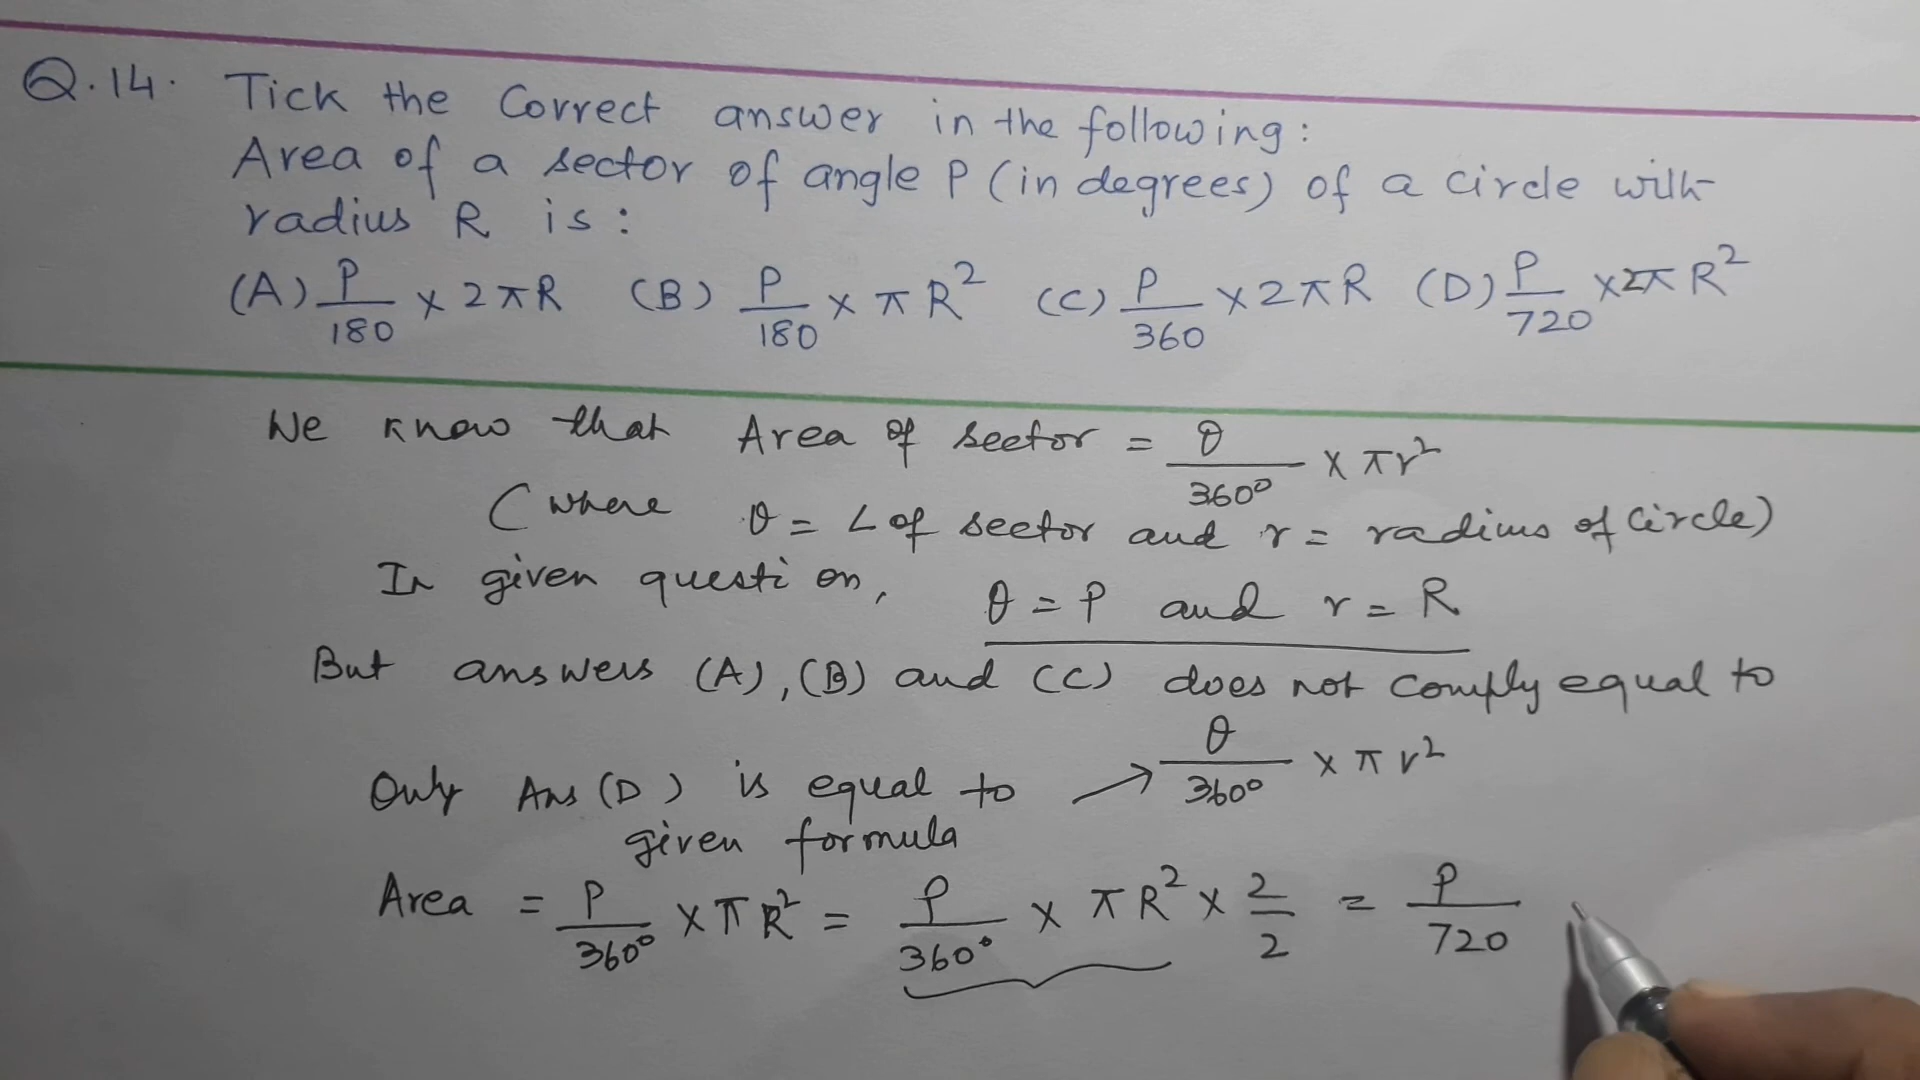 Q.14. Tick the Correct answer in the following:
Area of a sector of angle P (in degrees) of a circle with
radius R is:
(A) P/180 × 2πR (B) P/180 × πR² (C) P/360 × 2πR (D) P/720 × 2πR²
We know that Area of sector = θ/360° × πr²
(where θ = ∠ of sector and r = radius of circle)
In given question, θ = P and r = R
But answers (A), (B) and (C) does not comply equal to
θ/360° × πr²
Only Ans (D) is equal to →
given formula
Area = P/360° × πR² = P/360° × πR² × 2/2 = P/720